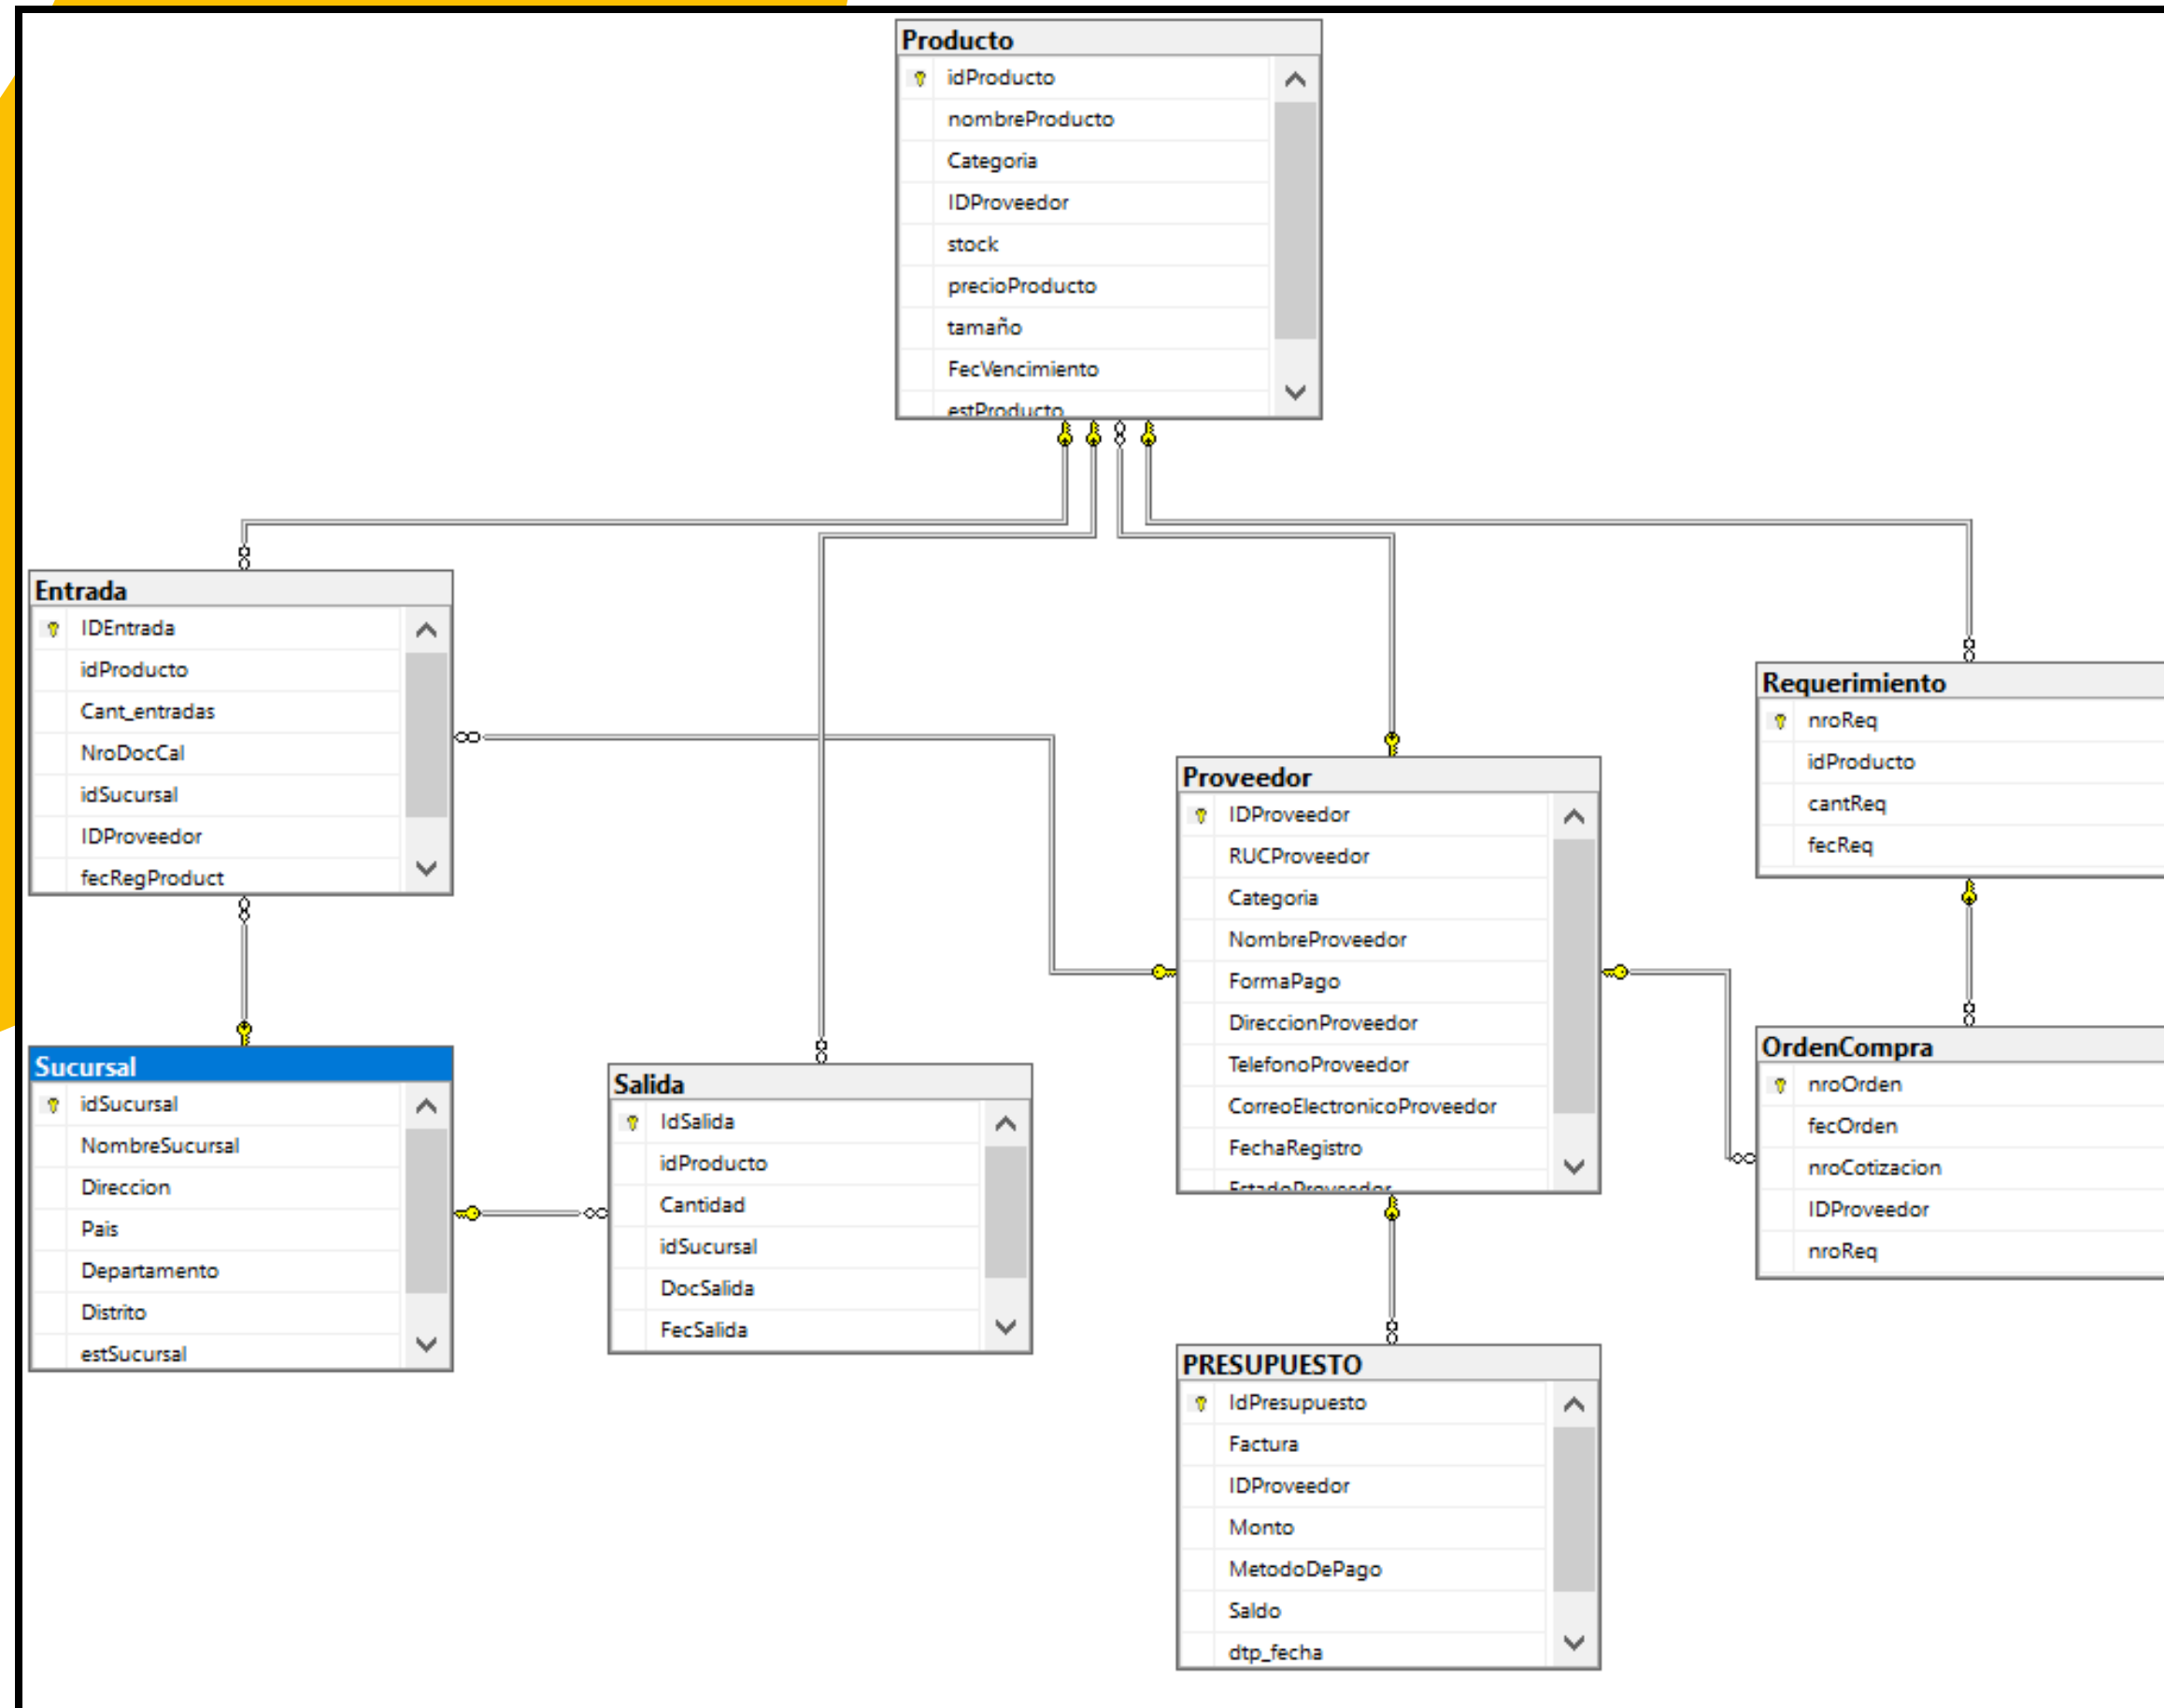 Producto
idProducto
nombreProducto
Categoria
IDProveedor
stock
precioProducto
tamaño
FecVencimiento
estProducto
Entrada
IDEntrada
idProducto
Cant_entradas
NroDocCal
idSucursal
IDProveedor
fecRegProduct
Requerimiento
nroReq
idProducto
cantReq
fecReq
Proveedor
IDProveedor
RUCProveedor
Categoria
NombreProveedor
FormaPago
DireccionProveedor
TelefonoProveedor
CorreoElectronicoProveedor
FechaRegistro
EstadoProveedor
Sucursal
idSucursal
NombreSucursal
Direccion
Pais
Departamento
Distrito
estSucursal
Salida
IdSalida
idProducto
Cantidad
idSucursal
DocSalida
FecSalida
OrdenCompra
nroOrden
fecOrden
nroCotizacion
IDProveedor
nroReq
PRESUPUESTO
IdPresupuesto
Factura
IDProveedor
Monto
MetodoDePago
Saldo
dtp_fecha